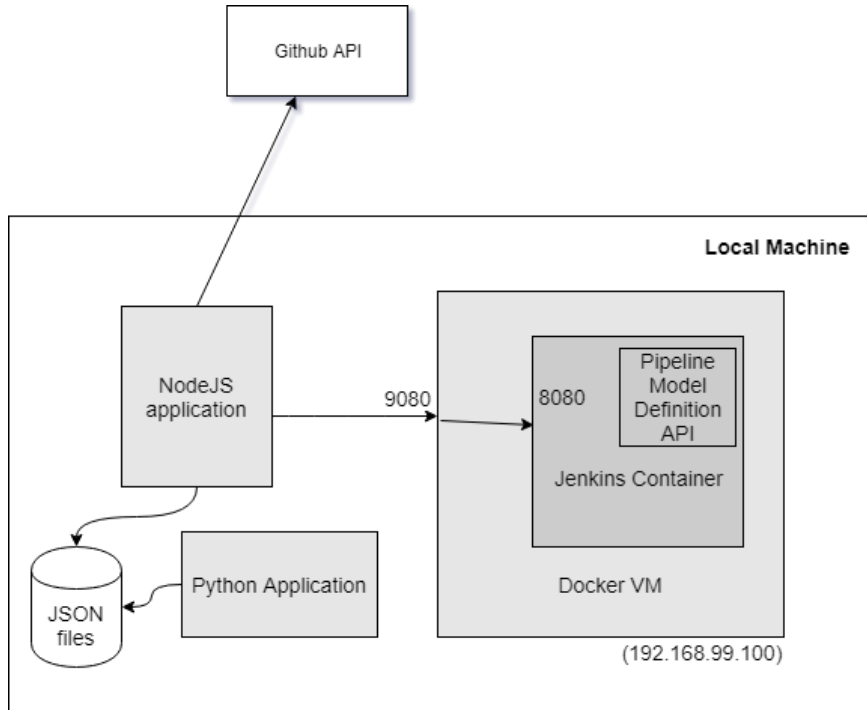 Github API
Local Machine
NodeJS
application
9080
8080
Pipeline
Model
Definition
API
Jenkins Container
Python Application
Docker VM
JSON
files
(192.168.99.100)